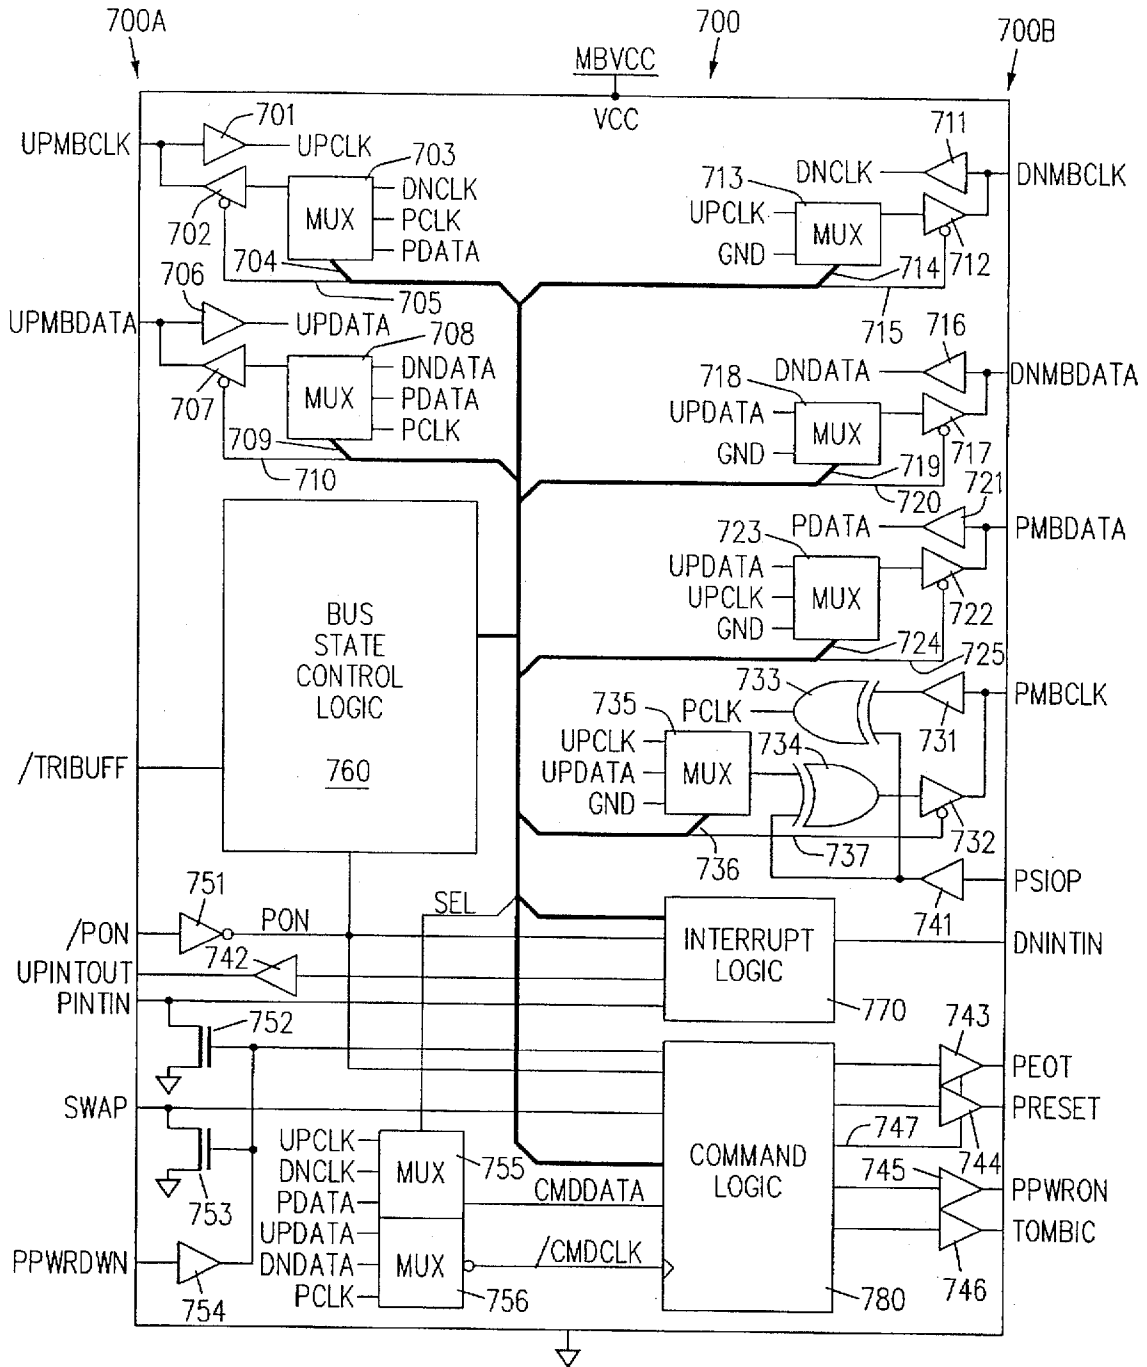 700A
700
700B
MBVCC
VCC
UPMBCLK
701
UPCLK
703
702
MUX
DNCLK
PCLK
PDATA
704
705
711
DNCLK
DNMBCLK
713
UPCLK
MUX
GND
712
714
715
UPMBDATA
706
UPDATA
708
707
MUX
DNDATA
PDATA
PCLK
709
710
716
DNDATA
DNMBDATA
718
UPDATA
MUX
GND
717
719
720
721
PDATA
PMBDATA
723
UPDATA
UPCLK
GND
MUX
722
724
725
BUS
STATE
CONTROL
LOGIC
760
/TRIBUFF
733
PCLK
PMBCLK
731
735
734
UPCLK
UPDATA
GND
MUX
732
736
737
PSIOP
741
751
/PON
PON
SEL
742
UPINTOUT
PINTIN
INTERRUPT
LOGIC
DNINTIN
770
752
743
PEOT
SWAP
PRESET
747
744
753
UPCLK
DNCLK
PDATA
MUX
755
CMDDATA
COMMAND
LOGIC
745
PPWRON
UPDATA
DNDATA
PCLK
MUX
756
/CMDCLK
TOMBIC
746
PPWRDWN
754
780